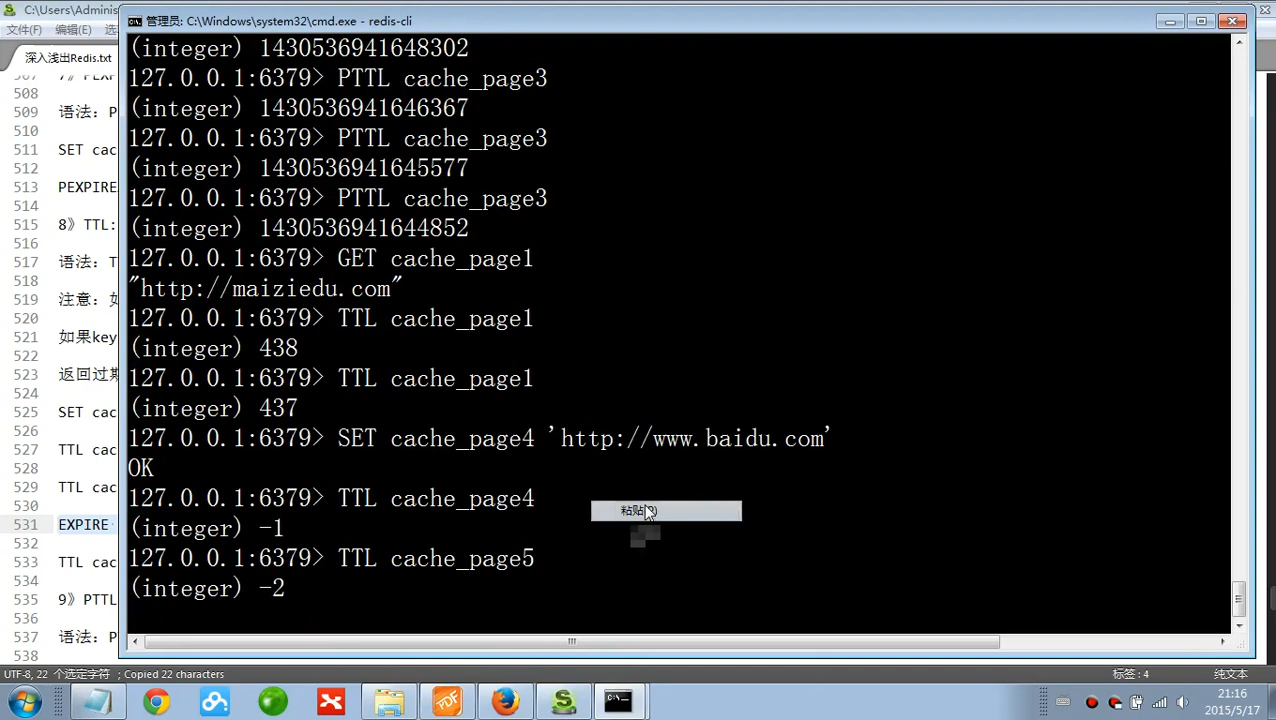 C:\Users\Adminis
文件(F) 编辑(E) 选
深入浅出Redis.txt
管理员: C:\Windows\system32\cmd.exe - redis-cli
(integer) 1430536941648302
127.0.0.1:6379> PTTL cache_page3
(integer) 1430536941646367
127.0.0.1:6379> PTTL cache_page3
(integer) 1430536941645577
127.0.0.1:6379> PTTL cache_page3
(integer) 1430536941644852
127.0.0.1:6379> GET cache_page1
"http://maiziedu.com"
127.0.0.1:6379> TTL cache_page1
(integer) 438
127.0.0.1:6379> TTL cache_page1
(integer) 437
127.0.0.1:6379> SET cache_page4 'http://www.baidu.com'
OK
127.0.0.1:6379> TTL cache_page4
(integer) -1
127.0.0.1:6379> TTL cache_page5
(integer) -2
粘贴
508
509 语法: P
510
511 SET cac
512
513 PEXPIRE
514
515 8》TTL:
516
517 语法: T
518
519 注意: 如
520
521 如果key
522
523 返回过期
524
525 SET cac
526
527 TTL cac
528
529 TTL cac
530
531 EXPIRE
532
533 TTL cac
534
535 9》PTTL
536
537 语法: P
538
UTF-8, 22 个选定字符 ; Copied 22 characters
标签: 4
纯文本
PDF
21:16
2015/5/17